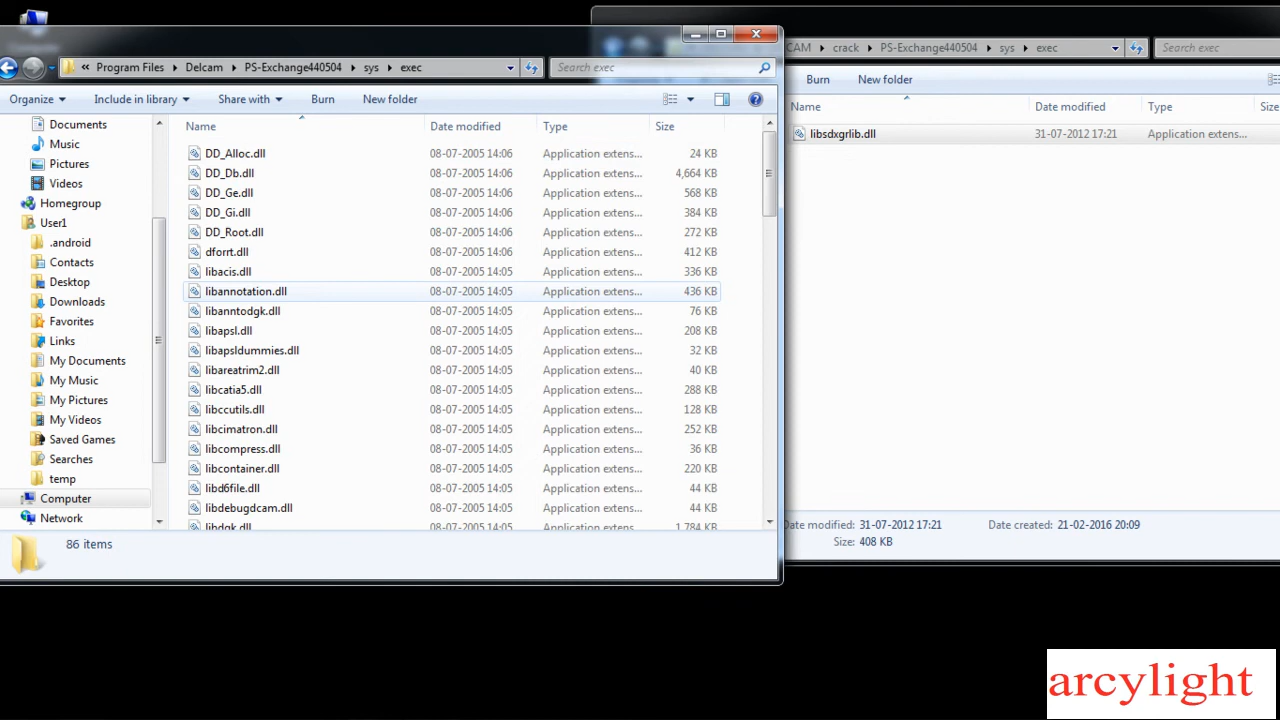 « Program Files Delcam PS-Exchange440504 sys exec
Search exec
Organize Include in library Share with Burn New folder
Documents
Music
Pictures
Videos
Homegroup
User1
.android
Contacts
Desktop
Downloads
Favorites
Links
My Documents
My Music
My Pictures
My Videos
Saved Games
Searches
temp
Computer
Network
Name Date modified Type Size
DD_Alloc.dll 08-07-2005 14:06 Application extens... 24 KB
DD_Db.dll 08-07-2005 14:06 Application extens... 4,664 KB
DD_Ge.dll 08-07-2005 14:06 Application extens... 568 KB
DD_Gi.dll 08-07-2005 14:06 Application extens... 384 KB
DD_Root.dll 08-07-2005 14:06 Application extens... 272 KB
dforrt.dll 08-07-2005 14:06 Application extens... 412 KB
libacis.dll 08-07-2005 14:05 Application extens... 336 KB
libannotation.dll 08-07-2005 14:05 Application extens... 436 KB
libanntodgk.dll 08-07-2005 14:05 Application extens... 76 KB
libapsl.dll 08-07-2005 14:05 Application extens... 208 KB
libapsldummies.dll 08-07-2005 14:05 Application extens... 32 KB
libareatrim2.dll 08-07-2005 14:05 Application extens... 40 KB
libcatia5.dll 08-07-2005 14:05 Application extens... 288 KB
libccutils.dll 08-07-2005 14:05 Application extens... 128 KB
libcimatron.dll 08-07-2005 14:05 Application extens... 252 KB
libcompress.dll 08-07-2005 14:05 Application extens... 36 KB
libcontainer.dll 08-07-2005 14:05 Application extens... 220 KB
libd6file.dll 08-07-2005 14:05 Application extens... 44 KB
libdebugdcam.dll 08-07-2005 14:05 Application extens... 44 KB
libdgk.dll 08-07-2005 14:05 Application extens... 1,784 KB
86 items
CAM crack PS-Exchange440504 sys exec
Search exec
Burn New folder
Name Date modified Type Size
libsdxgrlib.dll 31-07-2012 17:21 Application extens...
Date modified: 31-07-2012 17:21 Date created: 21-02-2016 20:09
Size: 408 KB
arcylight